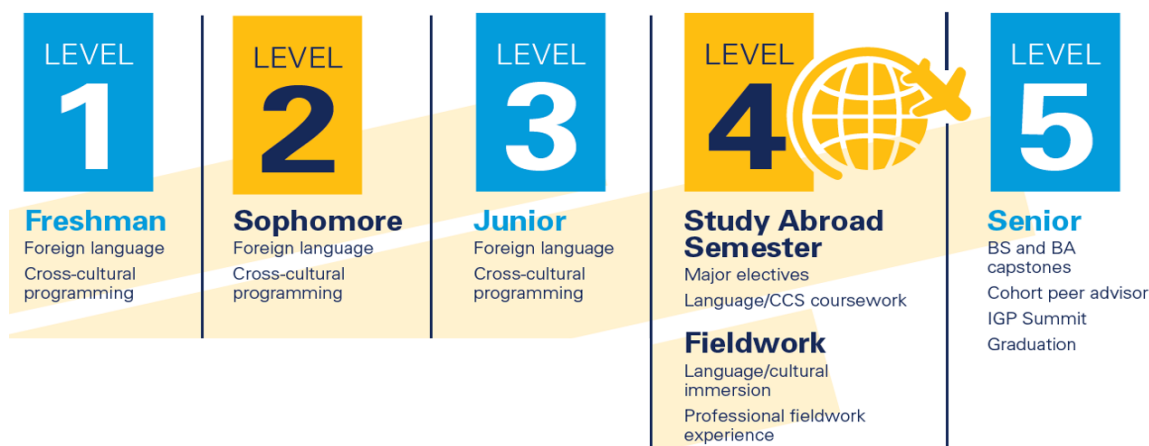 LEVEL
1
Freshman
Foreign language
Cross-cultural
programming
LEVEL
2
Sophomore
Foreign language
Cross-cultural
programming
LEVEL
3
Junior
Foreign language
Cross-cultural
programming
LEVEL
4
Study Abroad
Semester
Major electives
Language/CCS coursework
Fieldwork
Language/cultural
immersion
Professional fieldwork
experience
LEVEL
5
Senior
BS and BA
capstones
Cohort peer advisor
IGP Summit
Graduation